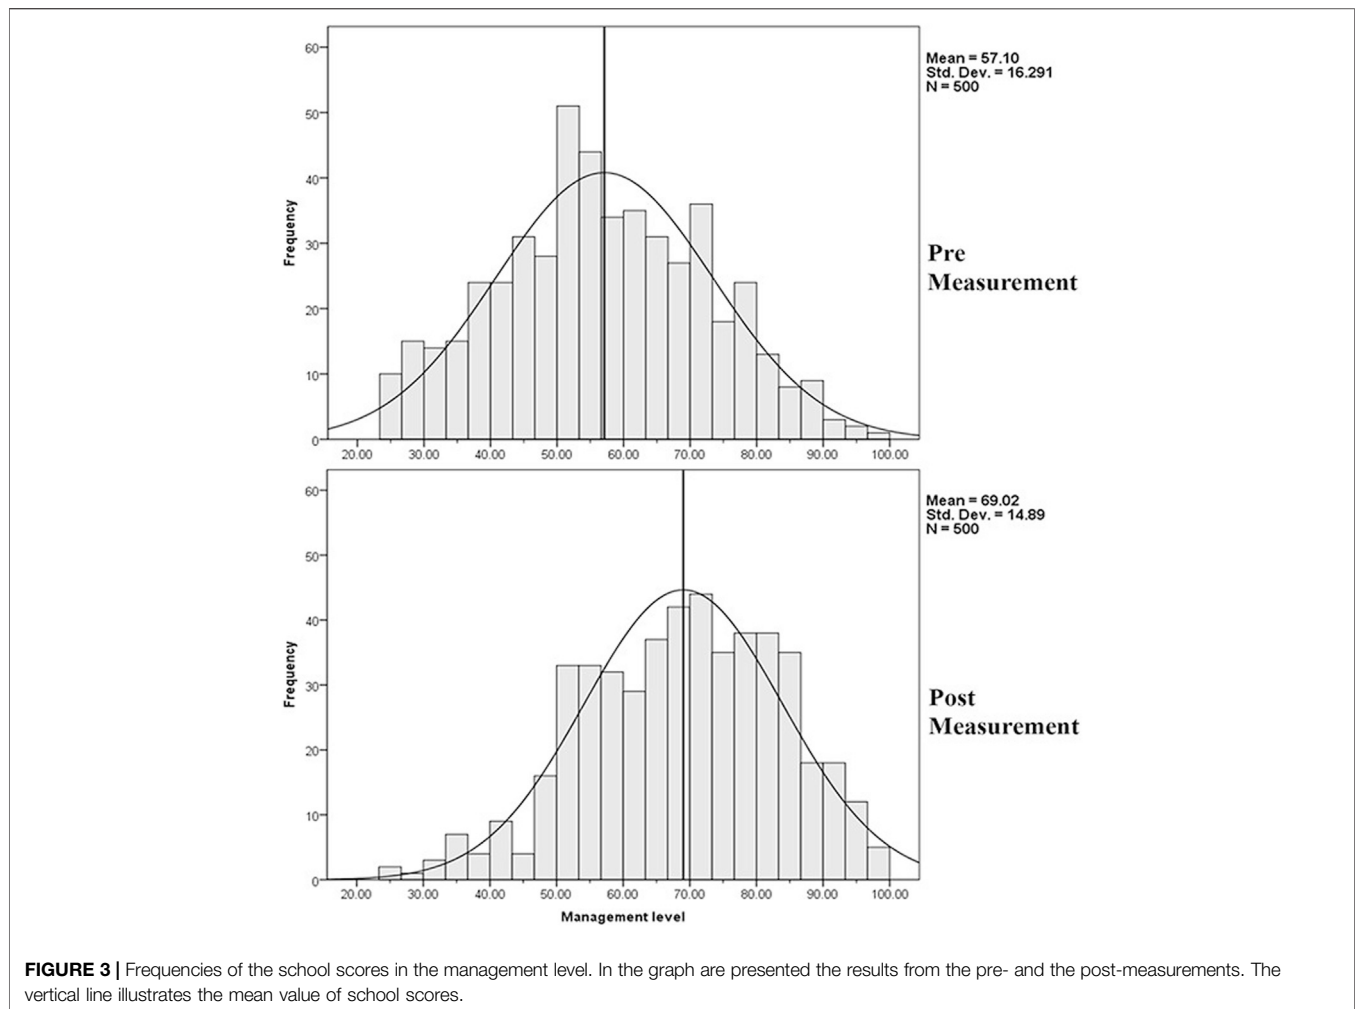 60
50
40
30
20
10
0
Frequency
20.00 30.00 40.00 50.00 60.00 70.00 80.00 90.00 100.00
Mean = 57.10
Std. Dev. = 16.291
N = 500
Pre
Measurement
60
50
40
30
20
10
0
Frequency
20.00 30.00 40.00 50.00 60.00 70.00 80.00 90.00 100.00
Management level
Mean = 69.02
Std. Dev. = 14.89
N = 500
Post
Measurement
FIGURE 3 | Frequencies of the school scores in the management level. In the graph are presented the results from the pre- and the post-measurements. The
vertical line illustrates the mean value of school scores.